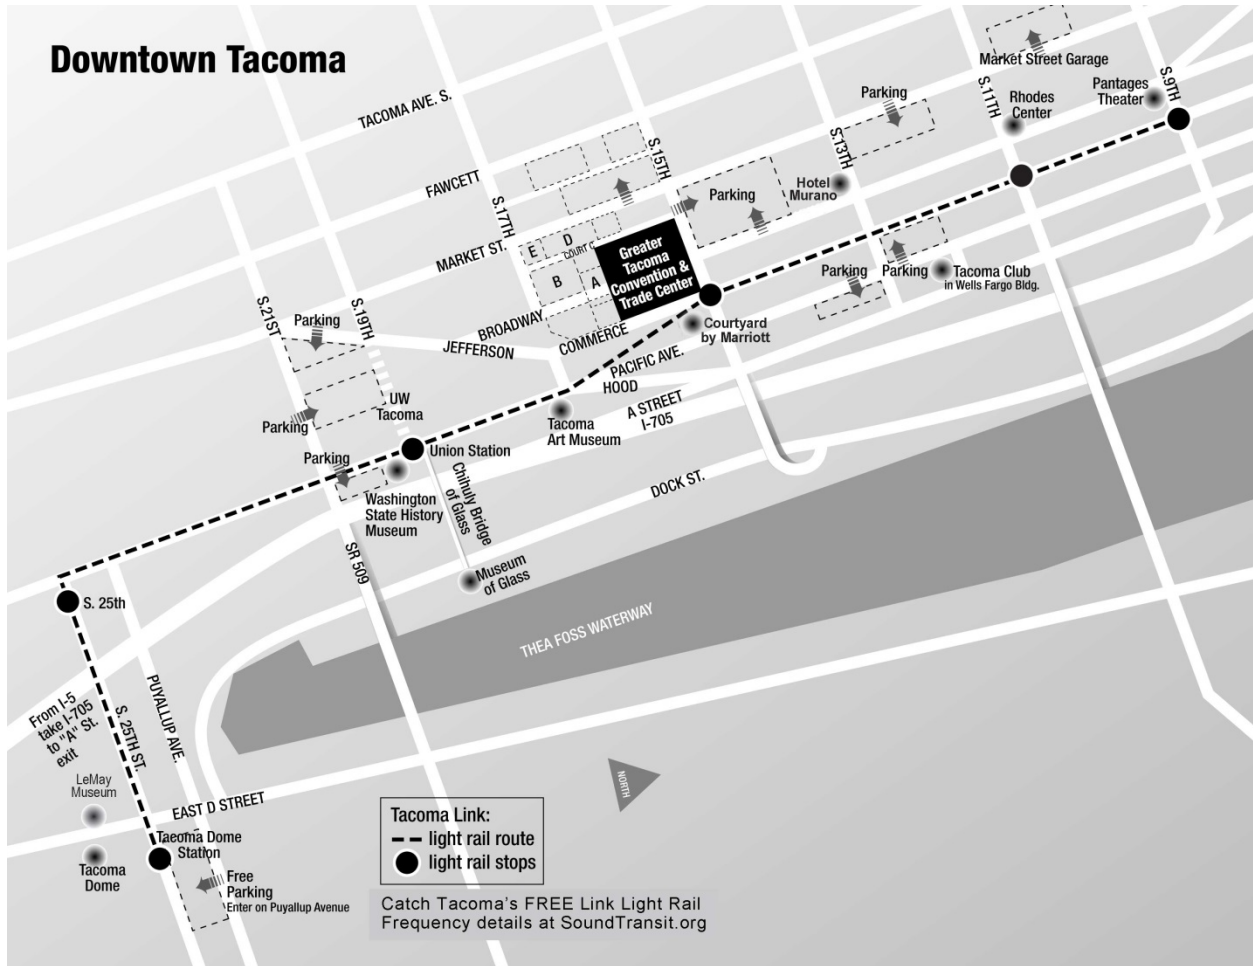 Downtown Tacoma
TACOMA AVE. S.
FAWCETT
MARKET ST.
BROADWAY
JEFFERSON
COMMERCE
PACIFIC AVE.
HOOD
A STREET
I-705
DOCK ST.
S.21ST
S.19TH
S.17TH
S.15TH
S.13TH
S.11TH
S.9TH
Market Street Garage
Pantages
Theater
Rhodes
Center
Parking
Hotel
Murano
Parking
E
D
COURT C
B
A
Greater
Tacoma
Convention &
Trade Center
Parking
Parking
Tacoma Club
in Wells Fargo Bldg.
Courtyard
by Marriott
Parking
UW
Tacoma
Parking
Tacoma
Art Museum
Union Station
Parking
Washington
State History
Museum
Chihuly Bridge
of Glass
Museum
of Glass
SR 509
THEA FOSS WATERWAY
S. 25th
From I-5
take I-705
to "A" St.
exit
S. 25TH ST.
PUYALLUP AVE.
LeMay
Museum
EAST D STREET
Tacoma Dome
Station
Tacoma
Dome
Free
Parking
Enter on Puyallup Avenue
NORTH
Tacoma Link:
light rail route
light rail stops
Catch Tacoma's FREE Link Light Rail
Frequency details at SoundTransit.org